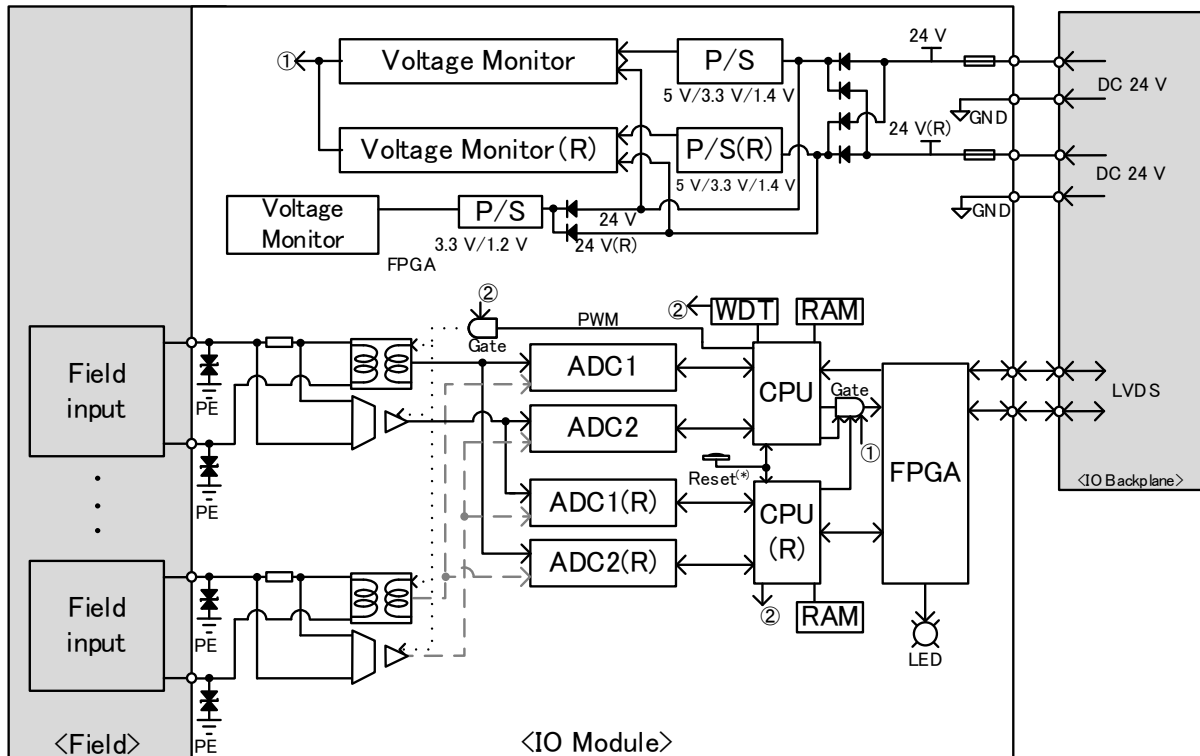 24 V
①
Voltage Monitor
P/S
5 V/3.3 V/1.4 V
DC 24 V
GND
24 V(R)
Voltage Monitor(R)
P/S(R)
5 V/3.3 V/1.4 V
DC 24 V
GND
Voltage
Monitor
P/S
24 V
3.3 V/1.2 V
24 V(R)
FPGA
②
②
WDT
RAM
PWM
Gate
Field
input
PE
ADC1
CPU
Gate
LVDS
ADC2
①
FPGA
Reset(*)
<IO Backplane>
PE
ADC1(R)
CPU
(R)
ADC2(R)
Field
input
PE
②
RAM
LED
PE
<Field>
<IO Module>